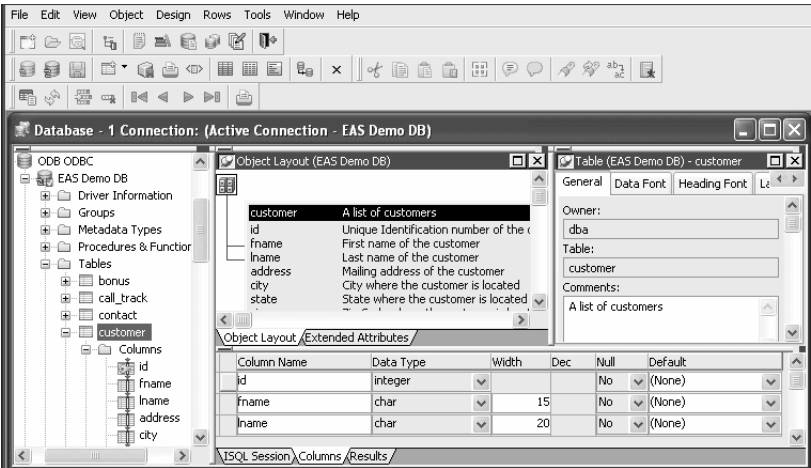 File Edit View Object Design Rows Tools Window Help
Database - 1 Connection: (Active Connection - EAS Demo DB)
ODB ODBC
EAS Demo DB
Driver Information
Groups
Metadata Types
Procedures & Function
Tables
bonus
call_track
contact
customer
Columns
id
fname
lname
address
city
Object Layout (EAS Demo DB)
customer A list of customers
id Unique Identification number of the c
fname First name of the customer
lname Last name of the customer
address Mailing address of the customer
city City where the customer is located
state State where the customer is located
Object Layout Extended Attributes
Table (EAS Demo DB) - customer
General Data Font Heading Font La
Owner:
dba
Table:
customer
Comments:
A list of customers
Column Name Data Type Width Dec Null Default
id integer No (None)
fname char 15 No (None)
lname char 20 No (None)
ISQL Session Columns Results